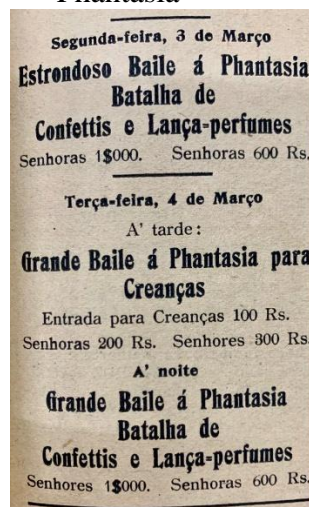 Phantasia
Segunda-feira, 3 de Março
Estrondoso Baile á Phantasia
Batalha de
Confettis e Lança-perfumes
Senhoras 1$000. Senhoras 600 Rs.
Terça-feira, 4 de Março
A' tarde:
Grande Baile á Phantasia para
Creanças
Entrada para Creanças 100 Rs.
Senhoras 200 Rs. Senhores 300 Rs.
A' noite
Grande Baile á Phantasia
Batalha de
Confettis e Lança-perfumes
Senhores 1$000. Senhoras 600 Rs.